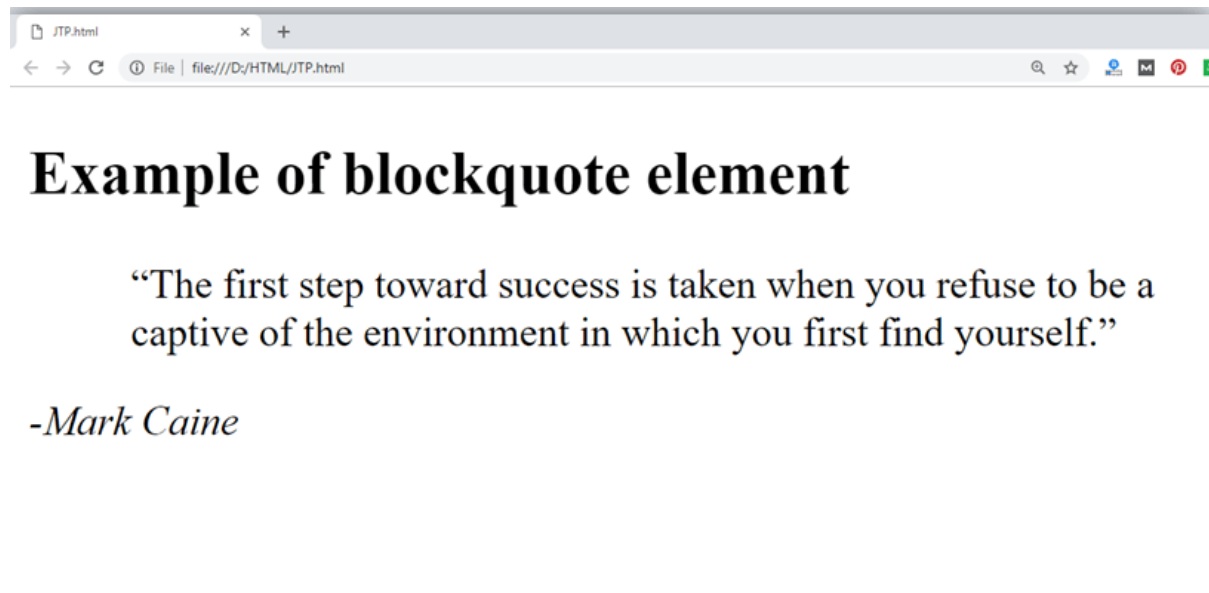 JTP.html
File | file:///D:/HTML/JTP.html
Example of blockquote element
“The first step toward success is taken when you refuse to be a
captive of the environment in which you first find yourself.”
-Mark Caine